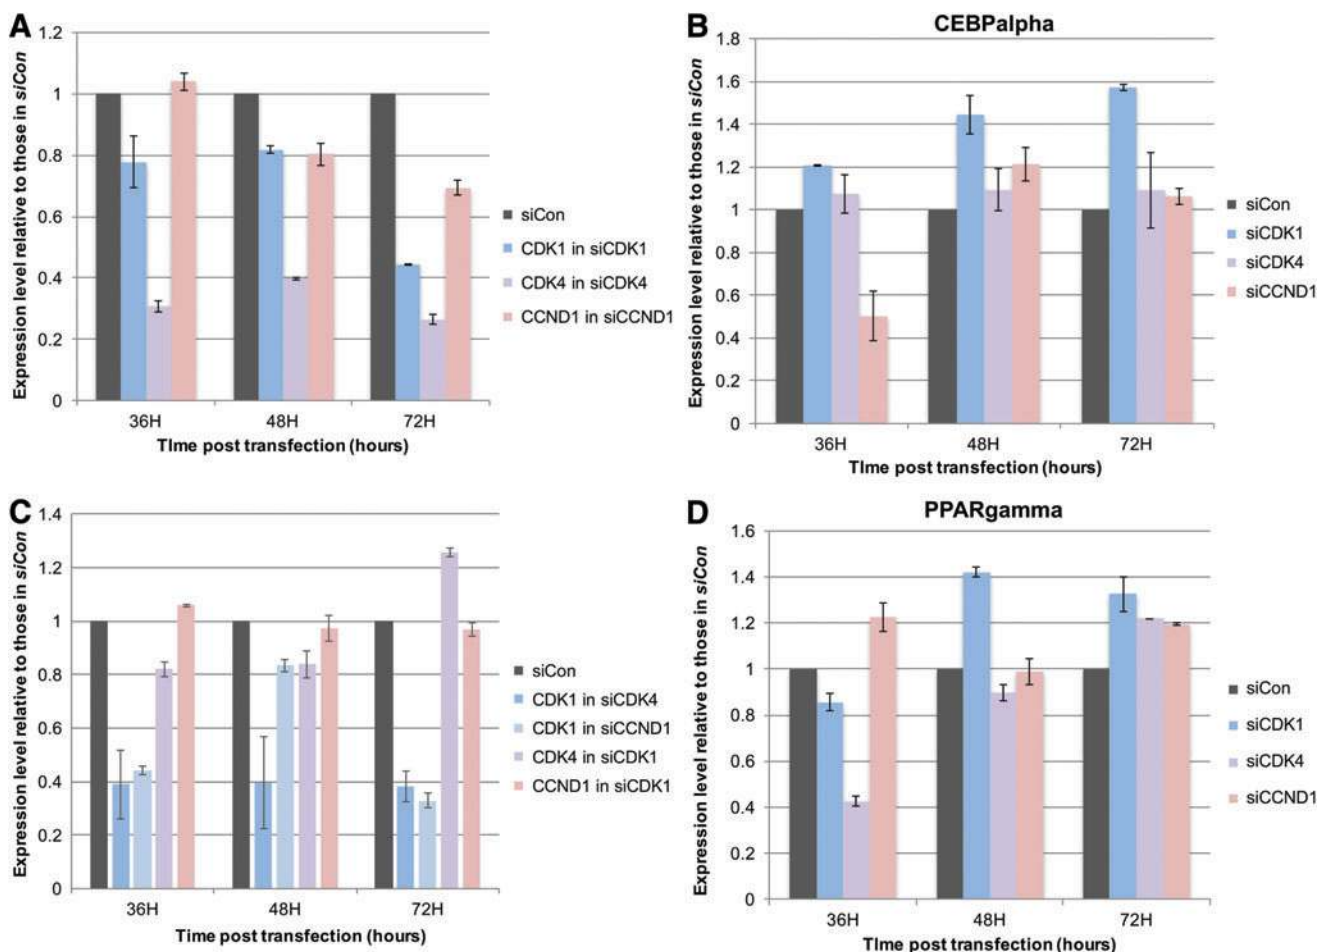 A
Expression level relative to those in siCon
1.2
1
0.8
0.6
0.4
0.2
0
36H 48H 72H
TIme post transfection (hours)
siCon
CDK1 in siCDK1
CDK4 in siCDK4
CCND1 in siCCND1
B
CEBPalpha
Expression level relative to those in siCon
1.8
1.6
1.4
1.2
1
0.8
0.6
0.4
0.2
0
36H 48H 72H
TIme post transfection (hours)
siCon
siCDK1
siCDK4
siCCND1
C
Expression level relative to those in siCon
1.4
1.2
1
0.8
0.6
0.4
0.2
0
36H 48H 72H
Time post transfection (hours)
siCon
CDK1 in siCDK4
CDK1 in siCCND1
CDK4 in siCDK1
CCND1 in siCDK1
D
PPARgamma
Expression level relative to those in siCon
1.6
1.4
1.2
1
0.8
0.6
0.4
0.2
0
36H 48H 72H
TIme post transfection (hours)
siCon
siCDK1
siCDK4
siCCND1